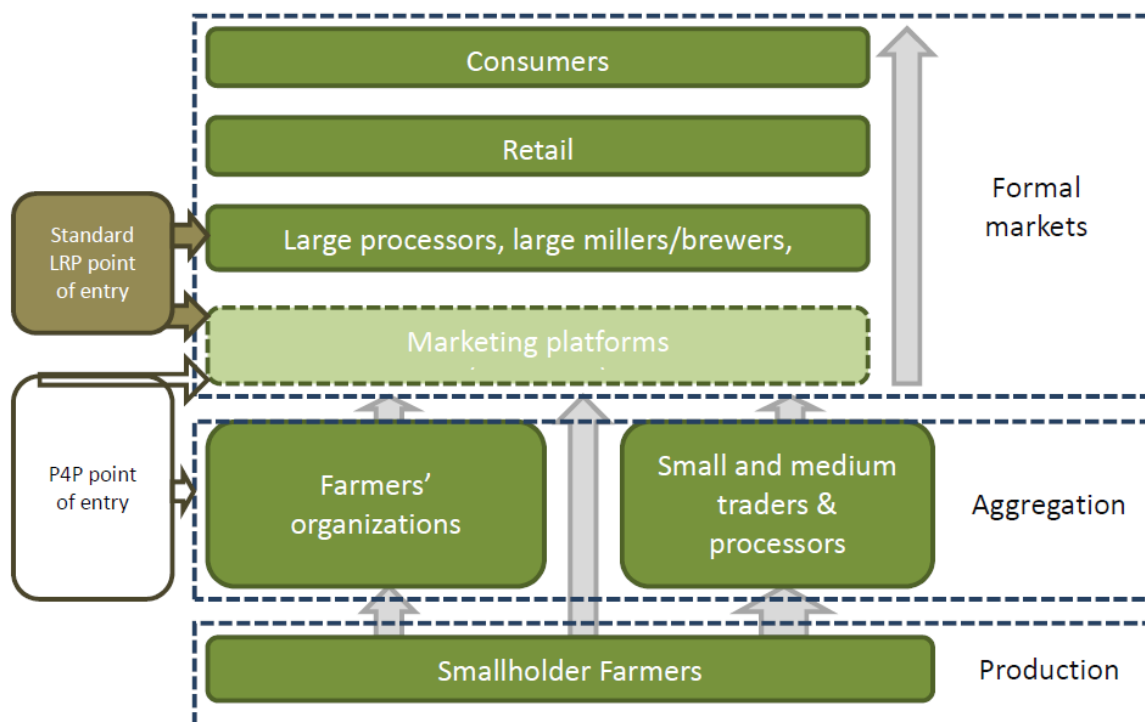 Consumers
Retail
Formal
markets
Standard
LRP point
of entry
Large processors, large millers/brewers,
Marketing platforms
P4P point
of entry
Farmers’
organizations
Small and medium
traders &
processors
Aggregation
Smallholder Farmers
Production